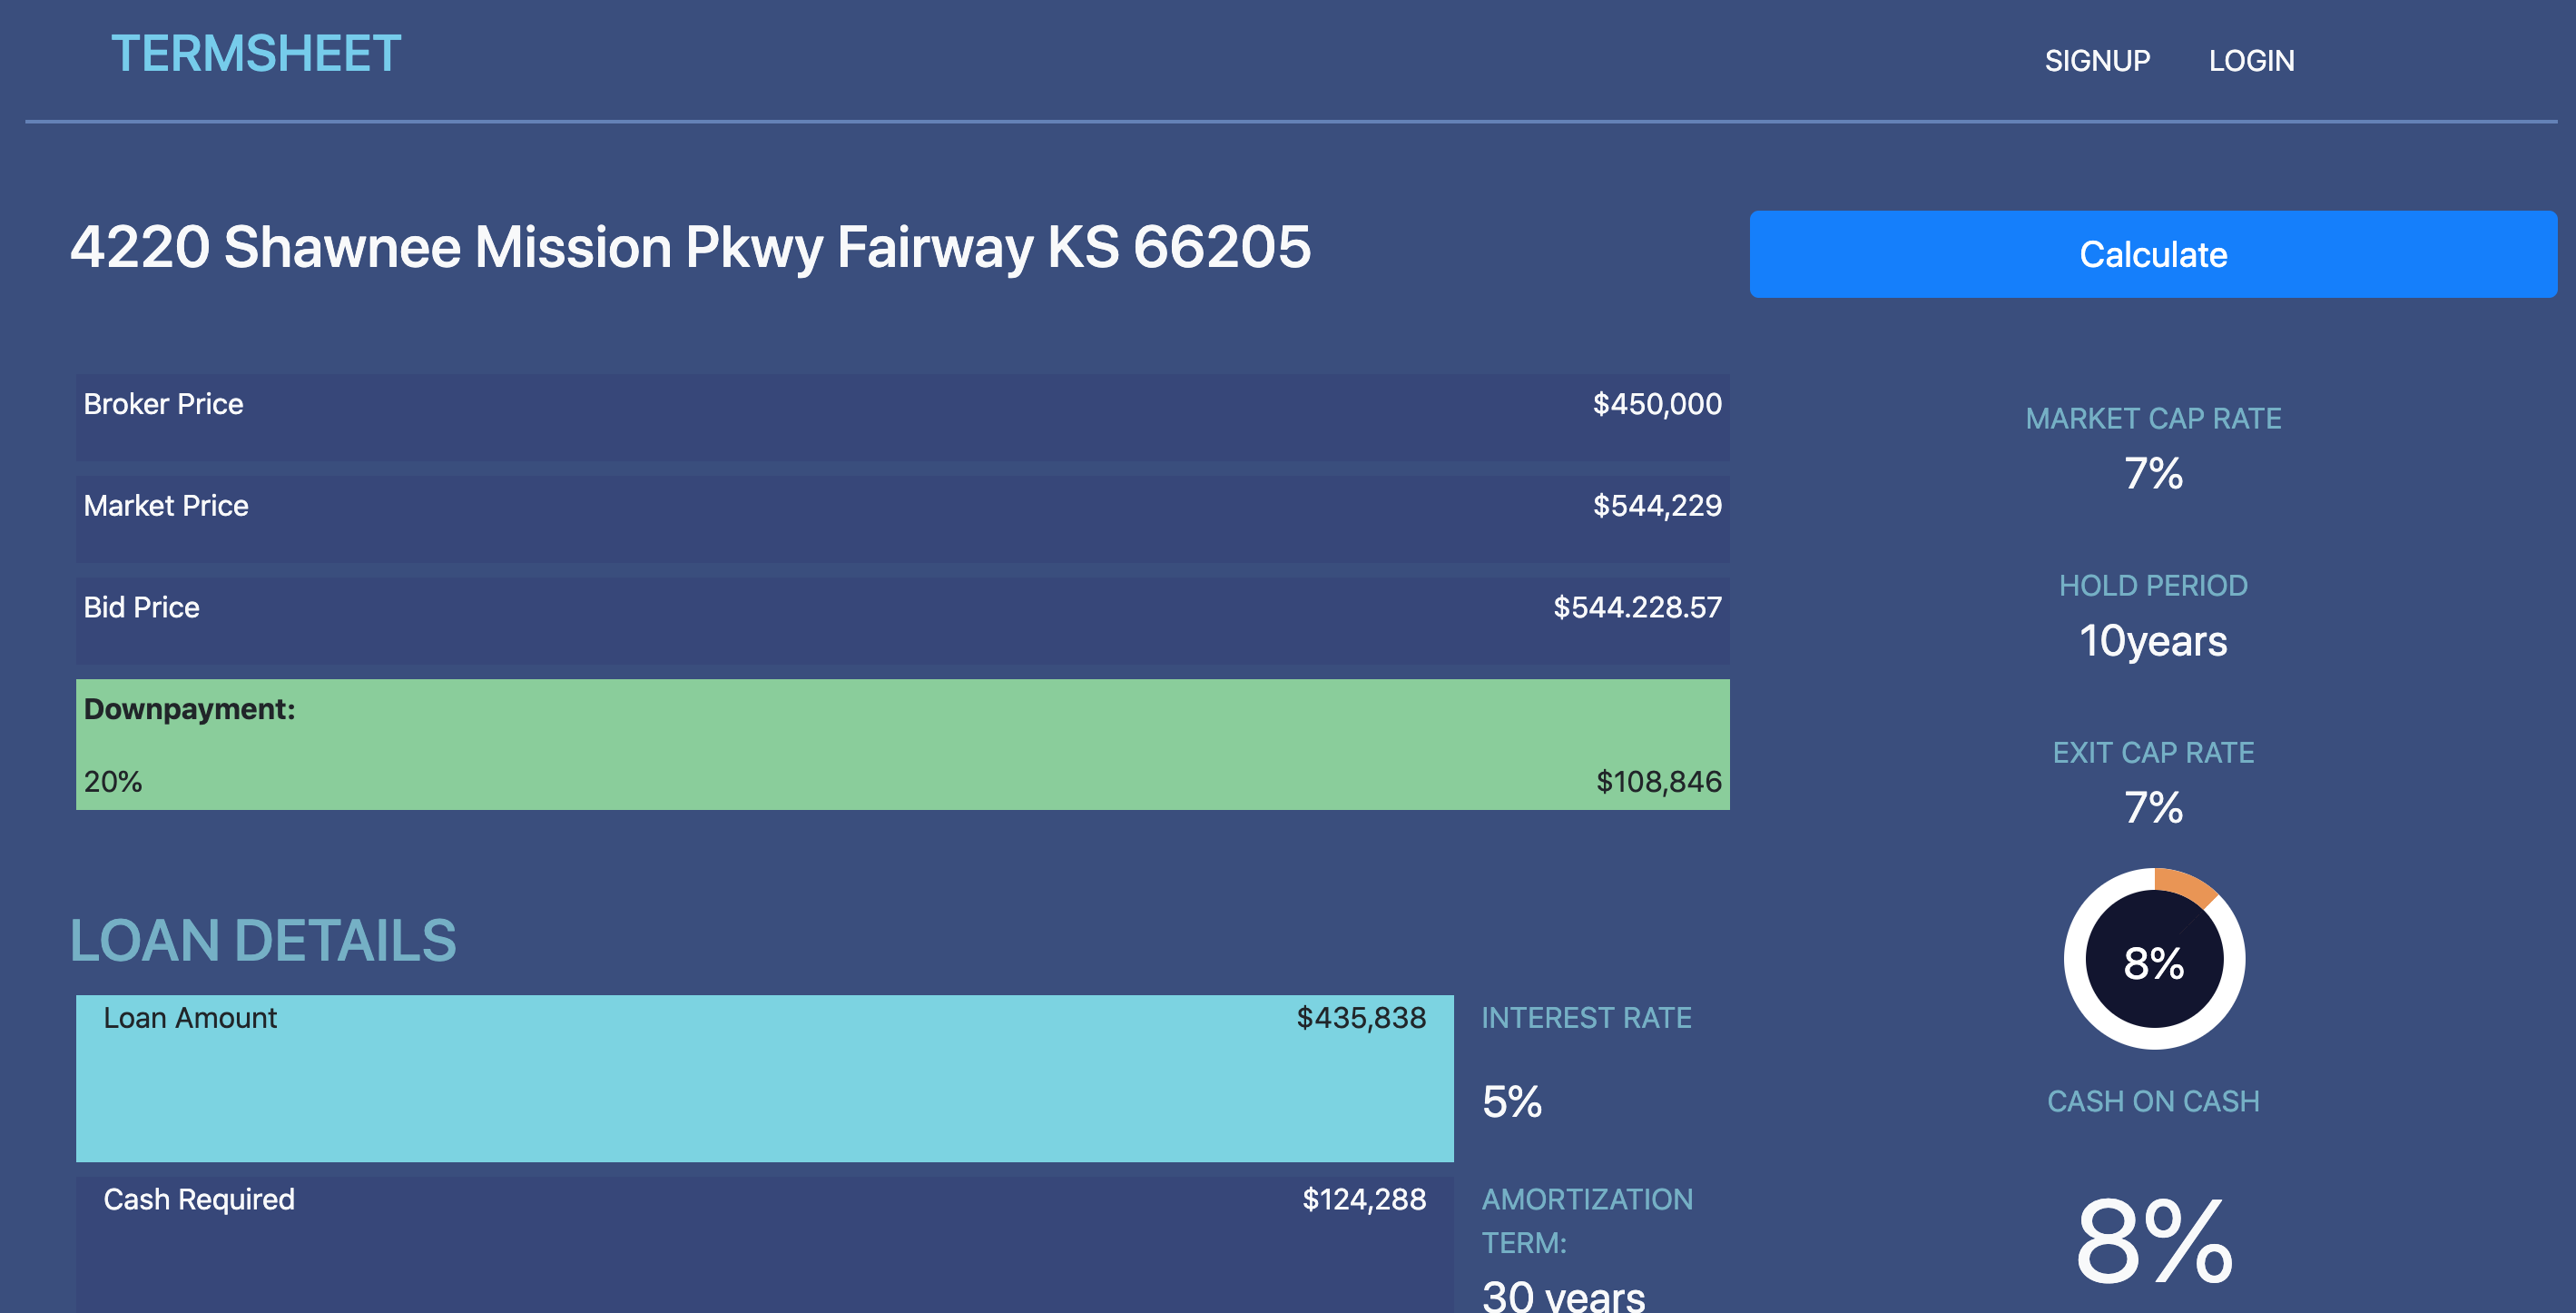 TERMSHEET
SIGNUP LOGIN
4220 Shawnee Mission Pkwy Fairway KS 66205
Calculate
Broker Price $450,000
Market Price $544,229
Bid Price $544.228.57
Downpayment:
20% $108,846
MARKET CAP RATE
7%
HOLD PERIOD
10years
EXIT CAP RATE
7%
8%
CASH ON CASH
8%
LOAN DETAILS
Loan Amount $435,838
INTEREST RATE
5%
Cash Required $124,288
AMORTIZATION
TERM:
30 years